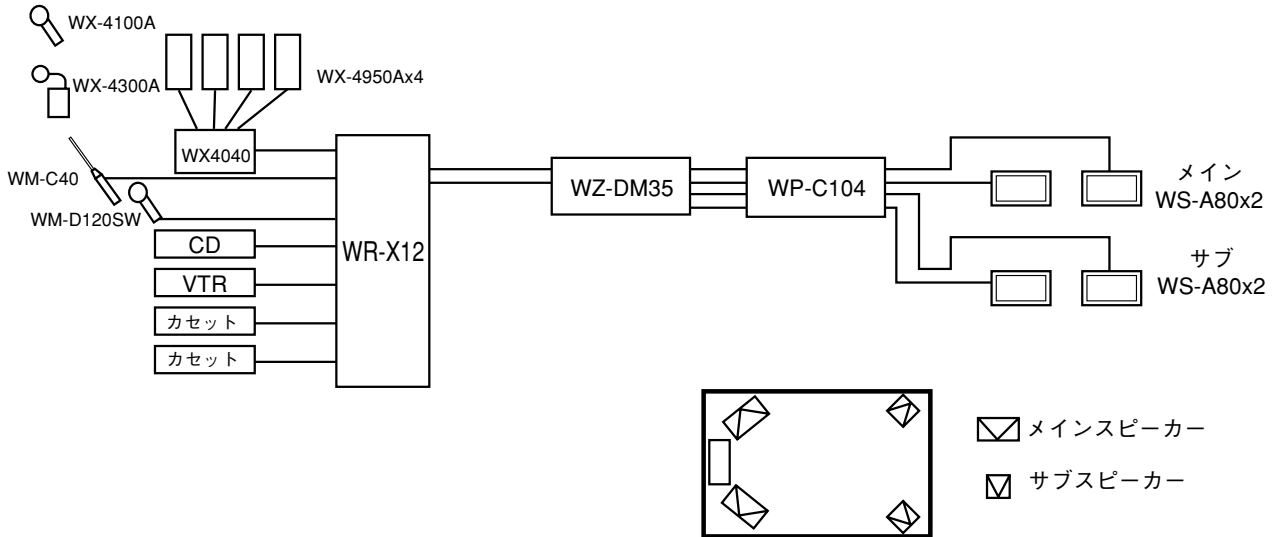 WX-4100A
WX-4300A
WX-4950Ax4
WX4040
WM-C40
WM-D120SW
CD
VTR
カセット
カセット
WR-X12
WZ-DM35
WP-C104
メイン
WS-A80x2
サブ
WS-A80x2
メインスピーカー
サブスピーカー